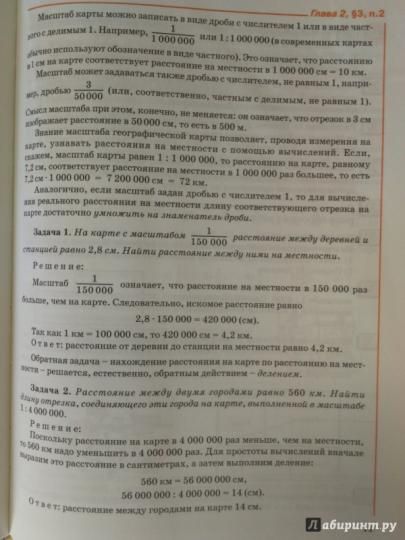 Глава 2, §3, п.2
Масштаб карты можно записать в виде дроби с числителем 1 или в виде част-
ного с делимым 1. Например, 1/1 000 000 или 1 : 1 000 000 (в современных картах
обычно используют обозначение в виде частного). Это означает, что расстоянию
в 1 см на карте соответствует расстояние на местности в 1 000 000 см = 10 км.
Масштаб может задаваться также дробью с числителем, не равным 1, напри-
мер, дробью 3/50 000 (или, соответственно, частным с делимым, не равным 1).
Смысл масштаба при этом, конечно, не меняется: он означает, что отрезок в 3 см
изображает расстояние в 50 000 см, то есть в 500 м.
Знание масштаба географической карты позволяет, проводя измерения на
карте, узнавать расстояния на местности с помощью вычислений. Если,
скажем, масштаб карты равен 1 : 1 000 000, то расстоянию на карте, равному
7,2 см, соответствует расстояние на местности в 1 000 000 раз большее, то есть
7,2 см · 1 000 000 = 7 200 000 см = 72 км.
Аналогично, если масштаб задан дробью с числителем 1, то для вычисле-
ния реального расстояния на местности длину соответствующего отрезка на
карте достаточно умножить на знаменатель дроби.
Задача 1. На карте с масштабом 1/150 000 расстояние между деревней и
станцией равно 2,8 см. Найти расстояние между ними на местности.
Решение:
Масштаб 1/150 000 означает, что расстояние на местности в 150 000 раз
больше, чем на карте. Следовательно, искомое расстояние равно
2,8 · 150 000 = 420 000 (см).
Так как 1 км = 100 000 см, то 420 000 см = 4,2 км.
Ответ: расстояние от деревни до станции на местности равно 4,2 км.
Обратная задача – нахождение расстояния на карте по расстоянию на мест-
ности – решается, естественно, обратным действием – делением.
Задача 2. Расстояние между двумя городами равно 560 км. Найти
длину отрезка, соединяющего эти города на карте, выполненной в масштабе
1 : 4 000 000.
Решение:
Поскольку расстояние на карте в 4 000 000 раз меньше, чем на местности,
то 560 км надо уменьшить в 4 000 000 раз. Для простоты вычислений вначале
выразим это расстояние в сантиметрах, а затем выполним деление:
560 км = 56 000 000 см,
56 000 000 : 4 000 000 = 14 (см).
Ответ: расстояние между городами на карте 14 см.
Лабиринт.ру